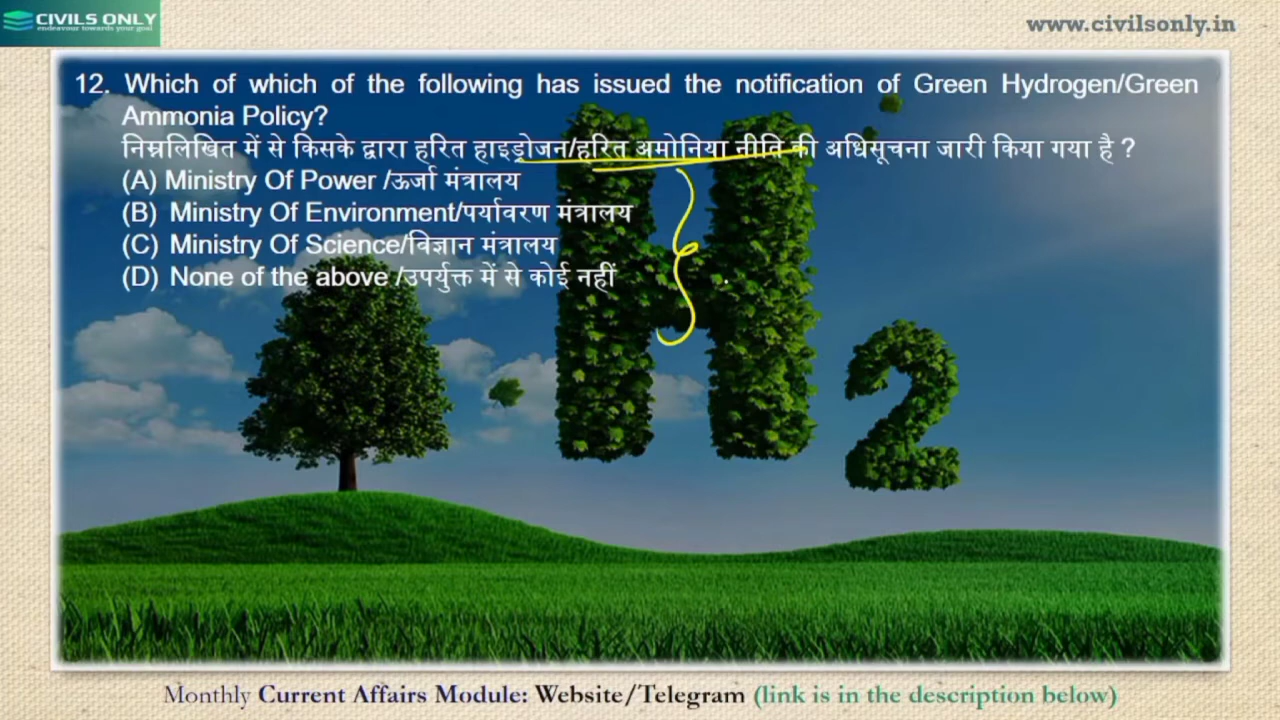 CIVILS ONLY
endeavour towards your goal
www.civilsonly.in
12. Which of which of the following has issued the notification of Green Hydrogen/Green
Ammonia Policy?
निम्नलिखित में से किसके द्वारा हरित हाइड्रोजन/हरित अमोनिया नीति की अधिसूचना जारी किया गया है ?
(A) Ministry Of Power /ऊर्जा मंत्रालय
(B) Ministry Of Environment/पर्यावरण मंत्रालय
(C) Ministry Of Science/विज्ञान मंत्रालय
(D) None of the above /उपर्युक्त में से कोई नहीं
H2
Monthly Current Affairs Module: Website/Telegram (link is in the description below)